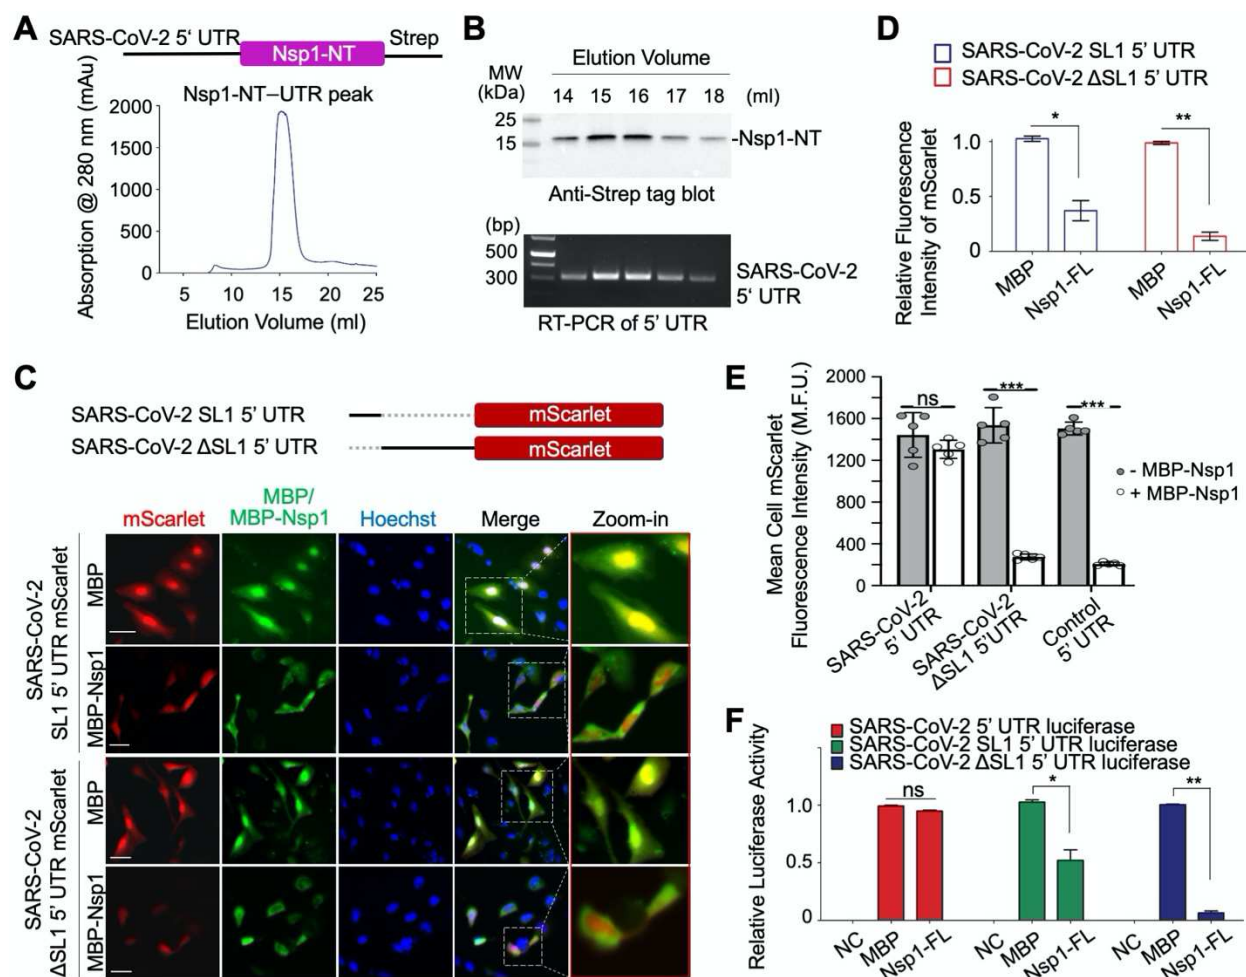 A
SARS-CoV-2 5‘ UTR
Nsp1-NT
Strep
Nsp1-NT–UTR peak
Absorption @ 280 nm (mAu)
2000
1500
1000
500
0
5 10 15 20 25
Elution Volume (ml)
B
Elution Volume
MW
(kDa)
14 15 16 17 18 (ml)
25
15
-Nsp1-NT
Anti-Strep tag blot
(bp)
500
300
SARS-CoV-2
5‘ UTR
RT-PCR of 5’ UTR
C
SARS-CoV-2 SL1 5’ UTR
mScarlet
SARS-CoV-2 ΔSL1 5’ UTR
mScarlet
mScarlet
MBP/
MBP-Nsp1
Hoechst
Merge
Zoom-in
SARS-CoV-2
SL1 5’ UTR mScarlet
MBP
MBP-Nsp1
SARS-CoV-2
ΔSL1 5’ UTR mScarlet
MBP
MBP-Nsp1
D
SARS-CoV-2 SL1 5’ UTR
SARS-CoV-2 ΔSL1 5’ UTR
Relative Fluorescence
Intensity of mScarlet
1.0
0.5
0
*
**
MBP
Nsp1-FL
MBP
Nsp1-FL
E
Mean Cell mScarlet
Fluorescence Intensity (M.F.U.)
2000
1600
1200
800
400
0
ns
***
***
- MBP-Nsp1
+ MBP-Nsp1
SARS-CoV-2
5’ UTR
SARS-CoV-2
ΔSL1 5’UTR
Control
5’UTR
F
SARS-CoV-2 5’ UTR luciferase
SARS-CoV-2 SL1 5’ UTR luciferase
SARS-CoV-2 ΔSL1 5’ UTR luciferase
Relative Luciferase Activity
1.0
0.5
0
ns
*
**
NC
MBP
Nsp1-FL
NC
MBP
Nsp1-FL
NC
MBP
Nsp1-FL